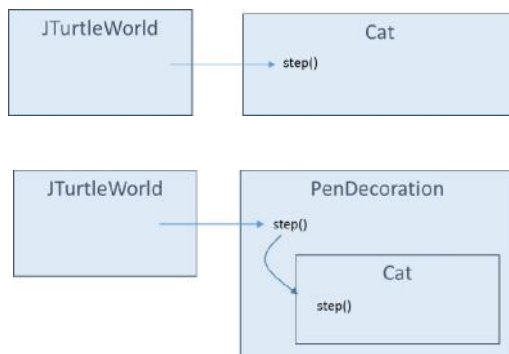 JTurtleWorld
Cat
step()
JTurtleWorld
PenDecoration
step()
Cat
step()